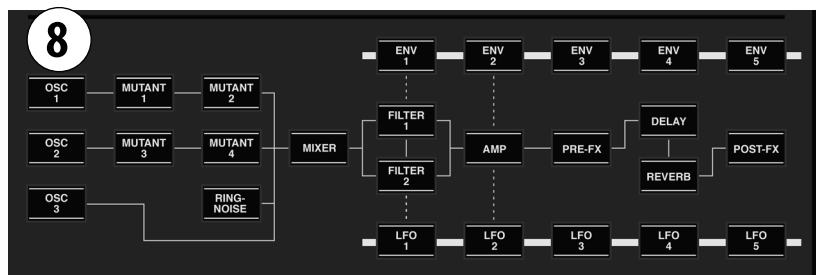 8
ENV
1
ENV
2
ENV
3
ENV
4
ENV
5
OSC
1
MUTANT
1
MUTANT
2
OSC
2
MUTANT
3
MUTANT
4
OSC
3
RING-
NOISE
MIXER
FILTER
1
FILTER
2
AMP
PRE-FX
DELAY
REVERB
POST-FX
LFO
1
LFO
2
LFO
3
LFO
4
LFO
5